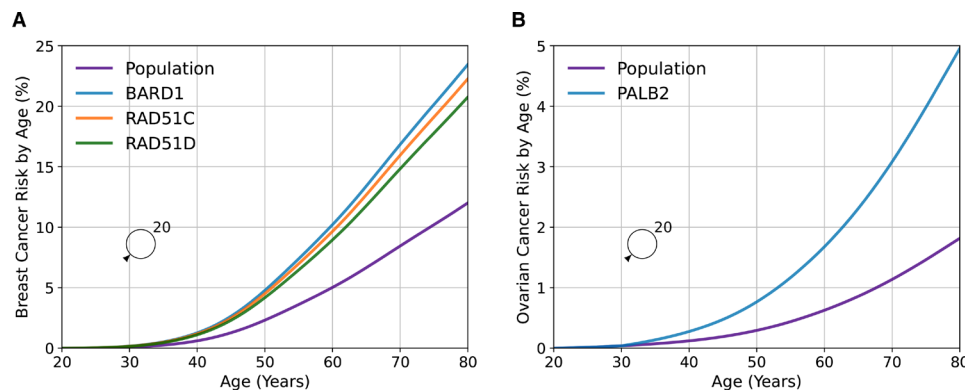 A
Breast Cancer Risk by Age (%)
25
20
15
10
5
0
Population
BARD1
RAD51C
RAD51D
20
20 30 40 50 60 70 80
Age (Years)
B
Ovarian Cancer Risk by Age (%)
5
4
3
2
1
0
Population
PALB2
20
20 30 40 50 60 70 80
Age (Years)